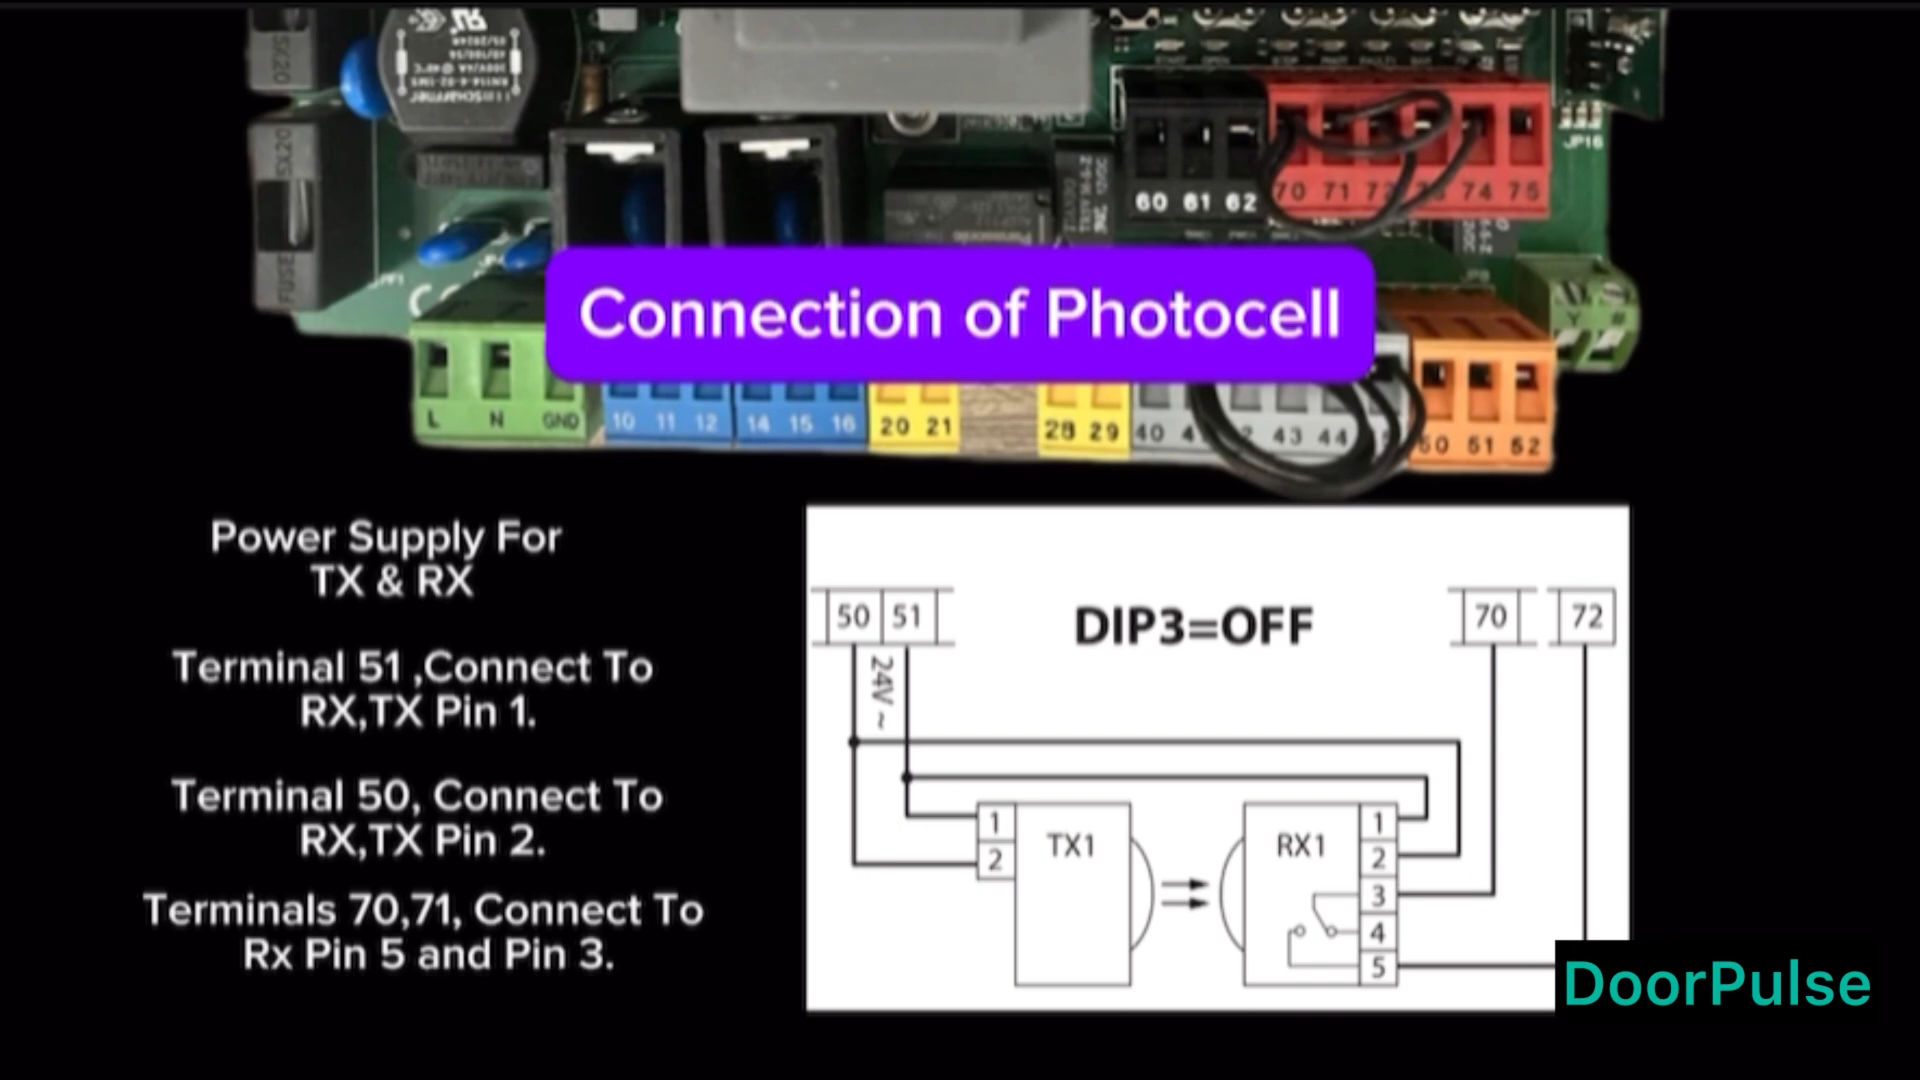 5X20
FUSE
JP16
60 61 62 70 71 74 75
Connection of Photocell
L N GND 10 11 12 14 15 16 20 21 28 29 40 43 44 51 52
Power Supply For
TX & RX
Terminal 51 ,Connect To
RX,TX Pin 1.
Terminal 50, Connect To
RX,TX Pin 2.
Terminals 70,71, Connect To
Rx Pin 5 and Pin 3.
50 51 DIP3=OFF 70 72
24V ~
1 TX1 RX1 1
2 2
3
4
5
DoorPulse